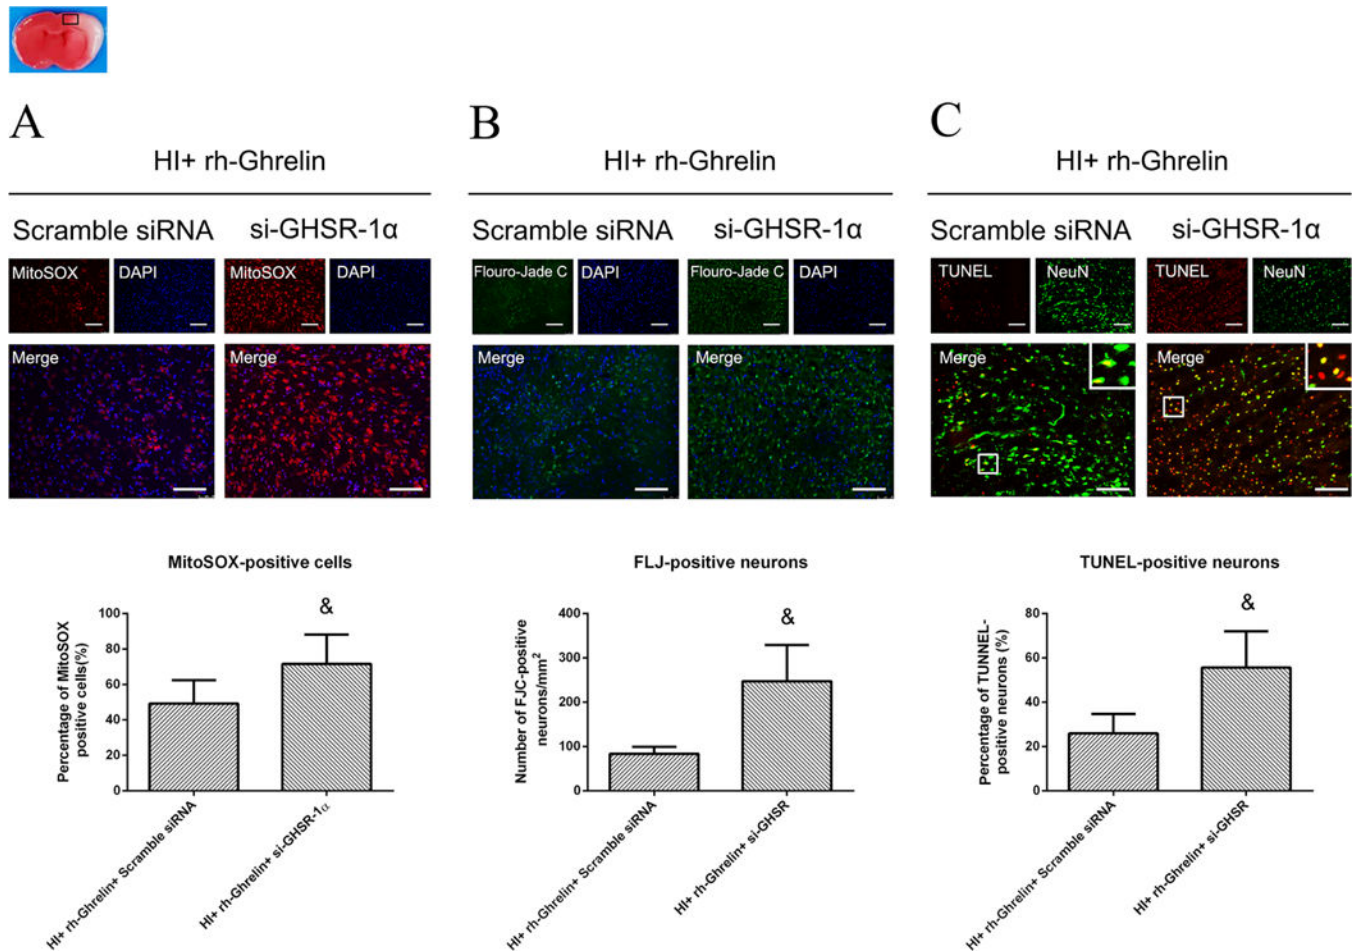 A
HI+ rh-Ghrelin
Scramble siRNA
si-GHSR-1α
MitoSOX
DAPI
MitoSOX
DAPI
Merge
Merge
MitoSOX-positive cells
Percentage of MitoSOX
positive cells(%)
100
80
60
40
20
0
&
HI+ rh-Ghrelin+ Scramble siRNA
HI+ rh-Ghrelin+ si-GHSR-1α
B
HI+ rh-Ghrelin
Scramble siRNA
si-GHSR-1α
Flouro-Jade C
DAPI
Flouro-Jade C
DAPI
Merge
Merge
FLJ-positive neurons
Number of FJC-positive
neurons/mm²
400
300
200
100
0
&
HI+ rh-Ghrelin+ Scramble siRNA
HI+ rh-Ghrelin+ si-GHSR
C
HI+ rh-Ghrelin
Scramble siRNA
si-GHSR-1α
TUNEL
NeuN
TUNEL
NeuN
Merge
Merge
TUNEL-positive neurons
Percentage of TUNNEL-
positive neurons (%)
80
60
40
20
0
&
HI+ rh-Ghrelin+ Scramble siRNA
HI+ rh-Ghrelin+ si-GHSR